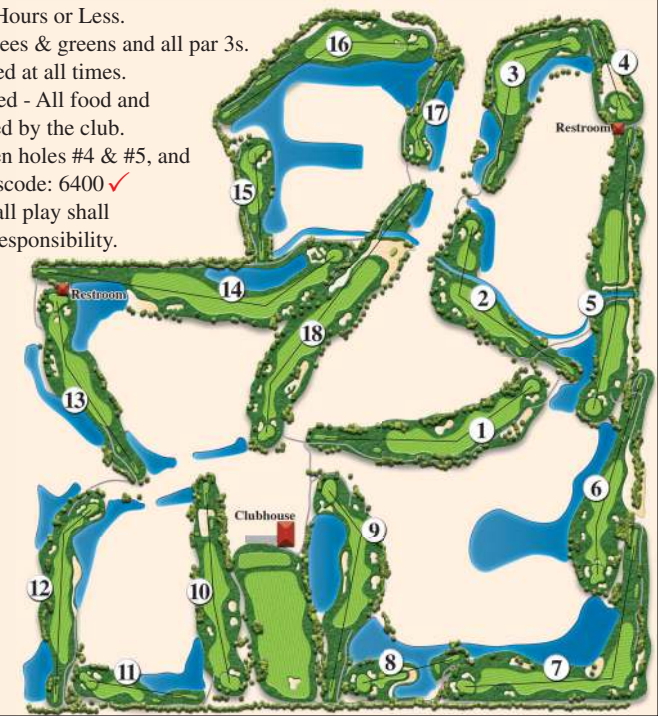 Hours or Less.
ees & greens and all par 3s.
ed at all times.
ed - All food and
ed by the club.
en holes #4 & #5, and
scode: 6400 ✓
all play shall
esponsibility.
16
17
3
4
Restroom
15
14
Restroom
18
2
5
13
1
6
Clubhouse
9
12
10
11
8
7